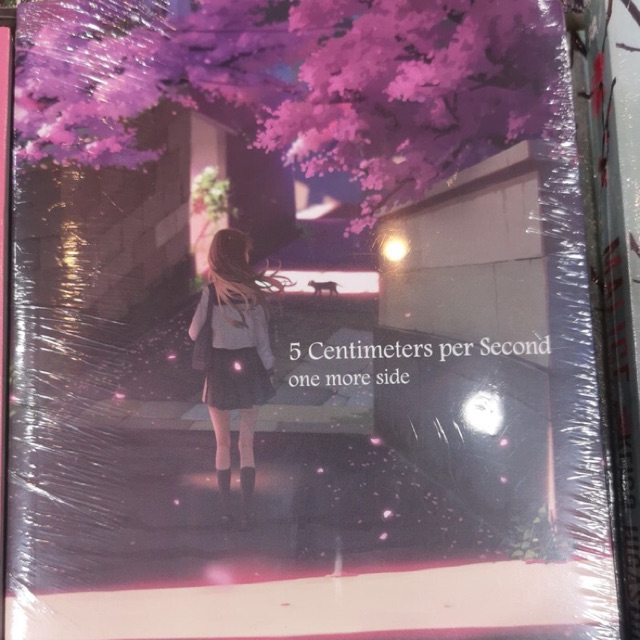 5 Centimeters per Second
one more side